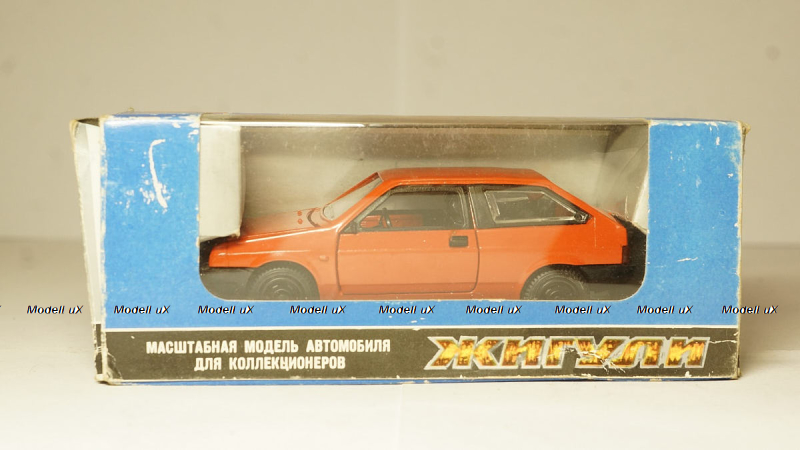 Modell uX Modell uX Modell uX Modell uX Modell uX Modell uX Modell uX Modell uX Modell uX
МАСШТАБНАЯ МОДЕЛЬ АВТОМОБИЛЯ
ДЛЯ КОЛЛЕКЦИОНЕРОВ
ЖИГУЛИ